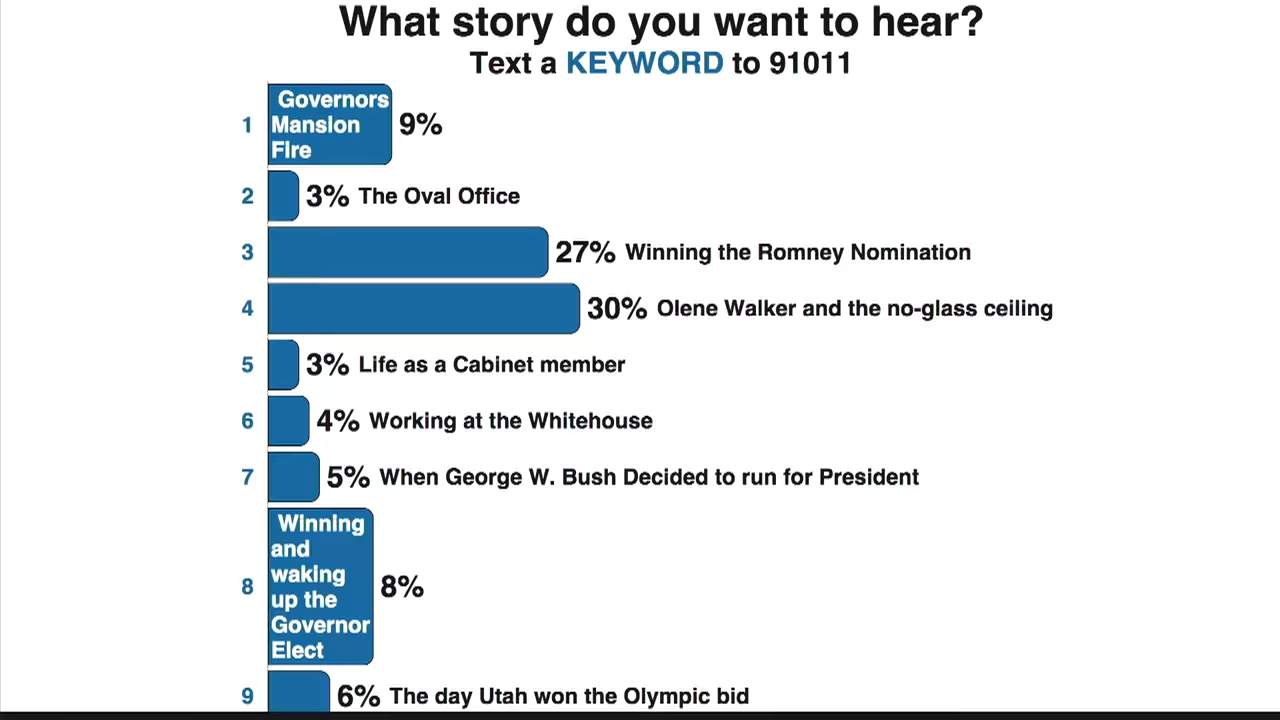 What story do you want to hear?
Text a KEYWORD to 91011
1 Governors
Mansion
Fire 9%
2 3% The Oval Office
3 27% Winning the Romney Nomination
4 30% Olene Walker and the no-glass ceiling
5 3% Life as a Cabinet member
6 4% Working at the Whitehouse
7 5% When George W. Bush Decided to run for President
8 Winning
and
waking
up the
Governor
Elect 8%
9 6% The day Utah won the Olympic bid